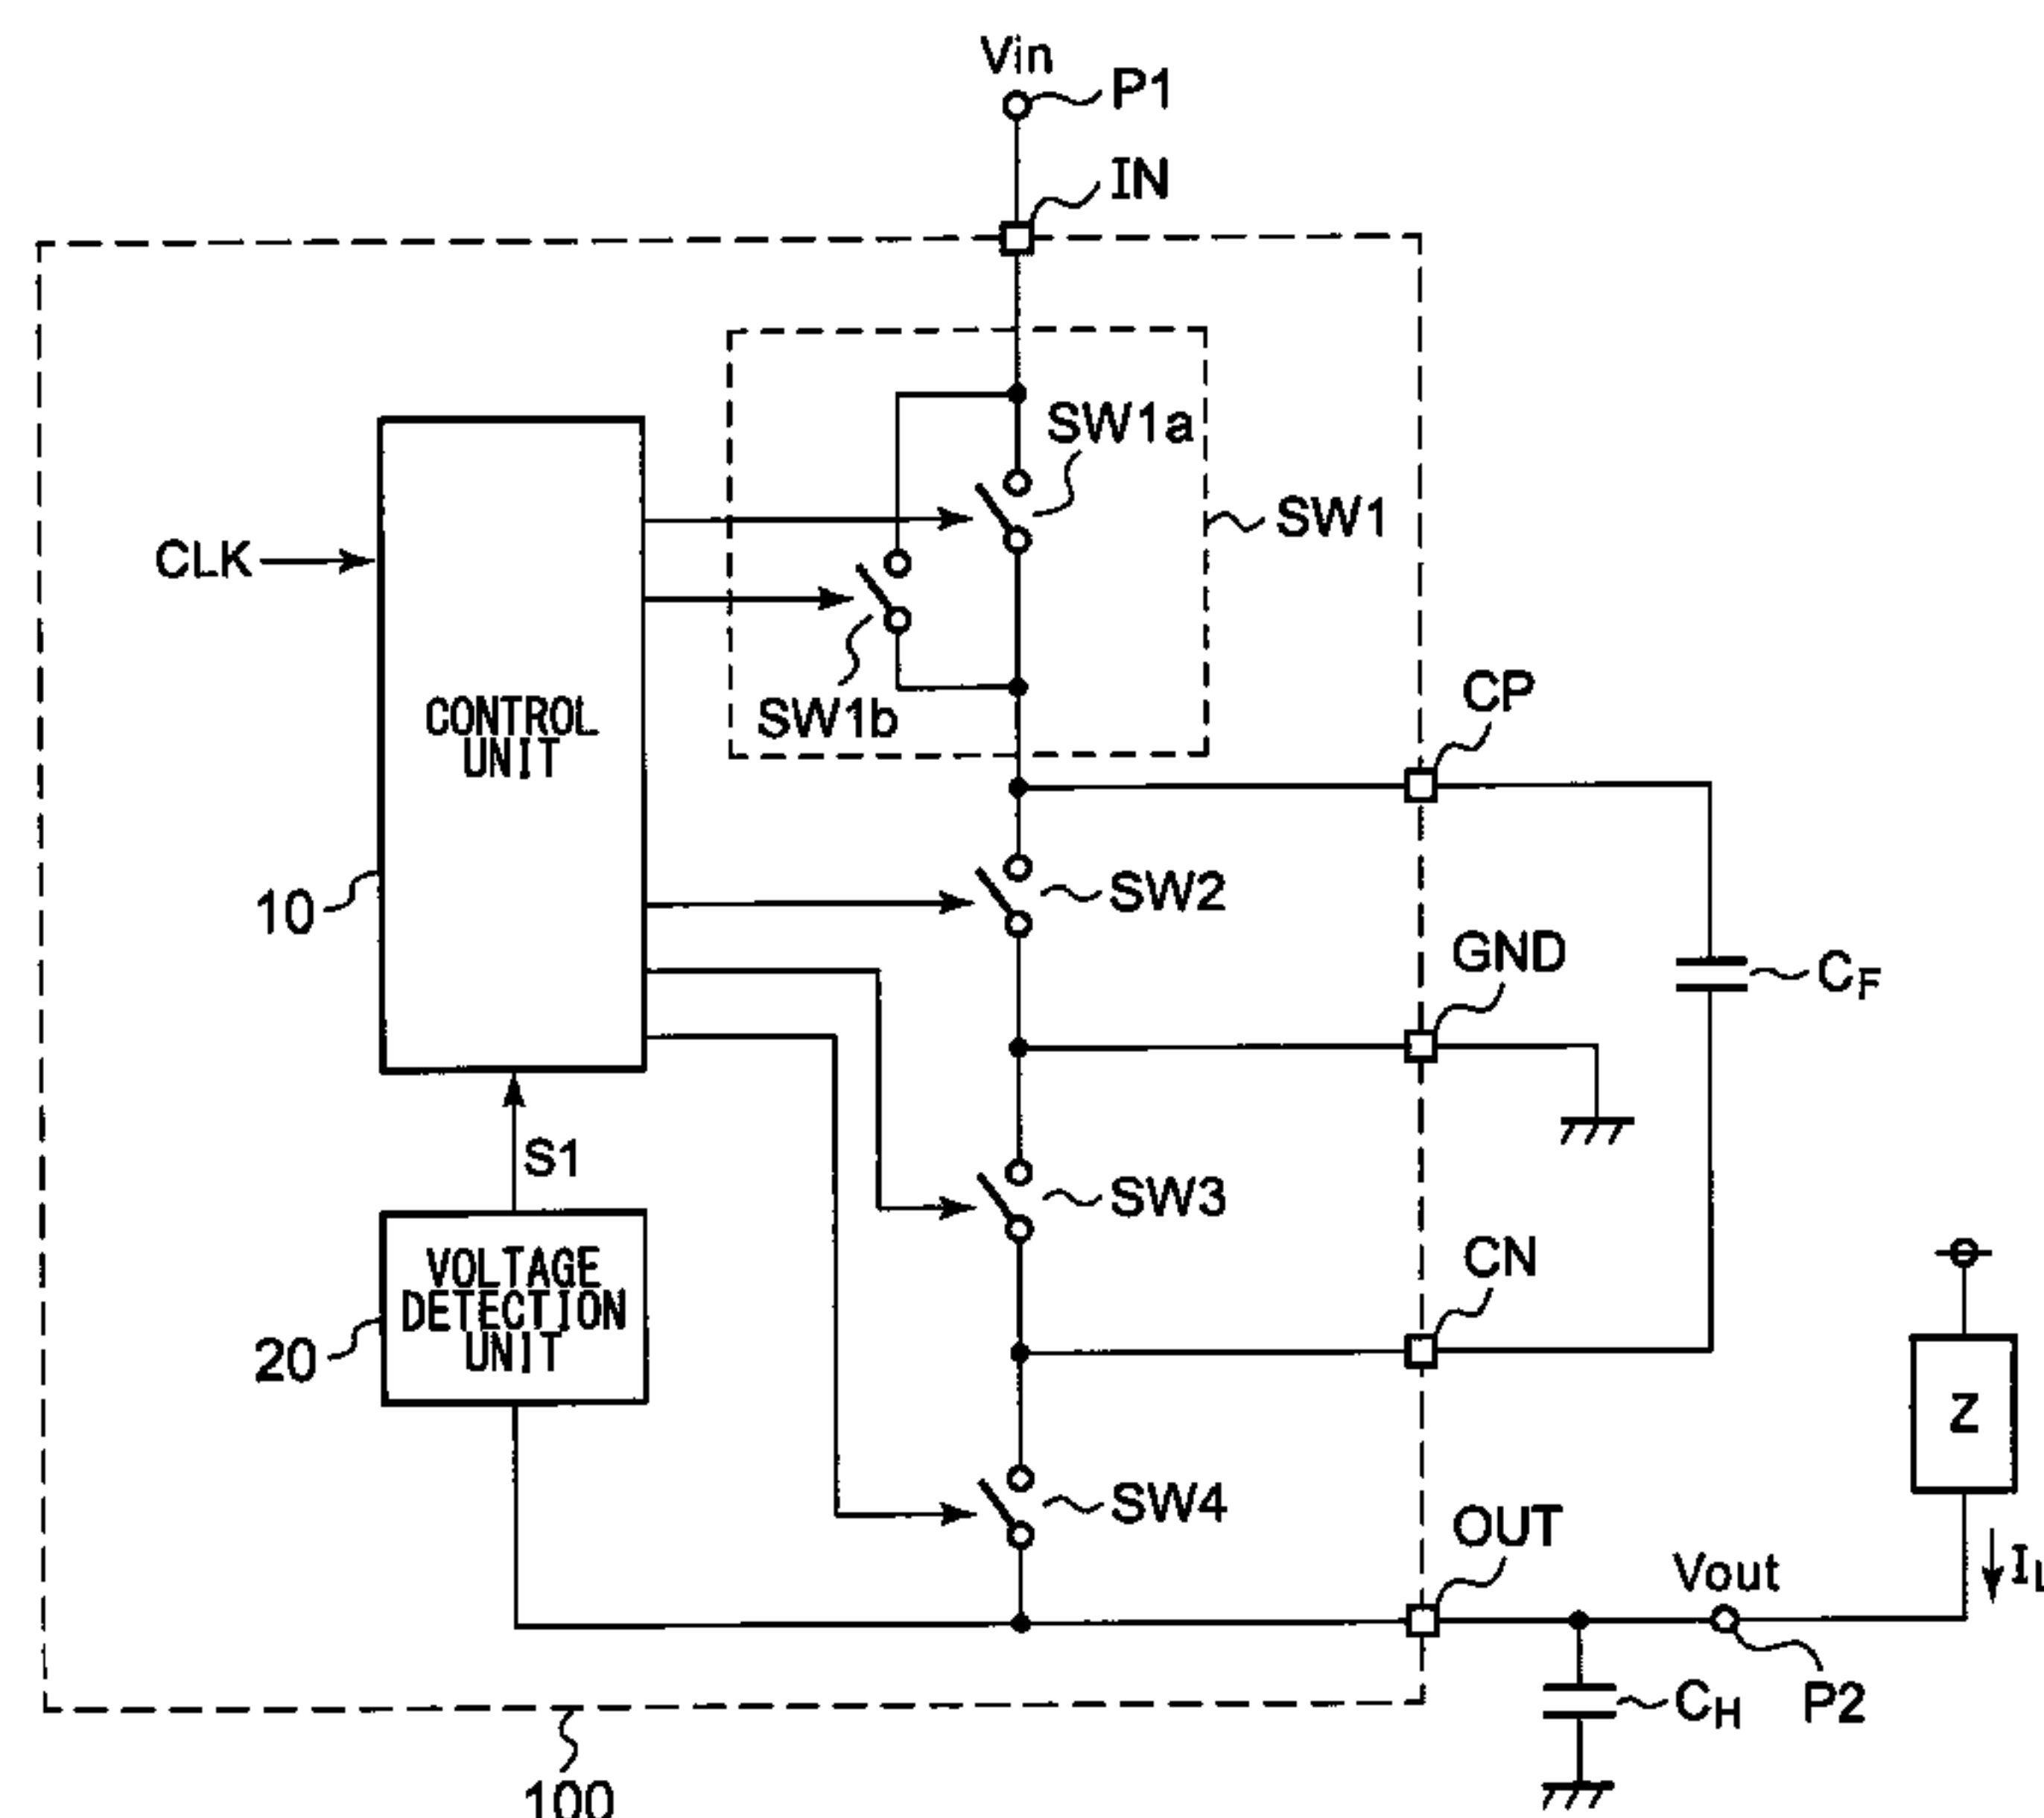 Vin
P1
IN
SW1a
SW1
CLK
SW1b
CP
CONTROL
UNIT
10
SW2
GND
CF
S1
SW3
CN
VOLTAGE
DETECTION
UNIT
20
Z
SW4
OUT
Vout
IL
CH
P2
100